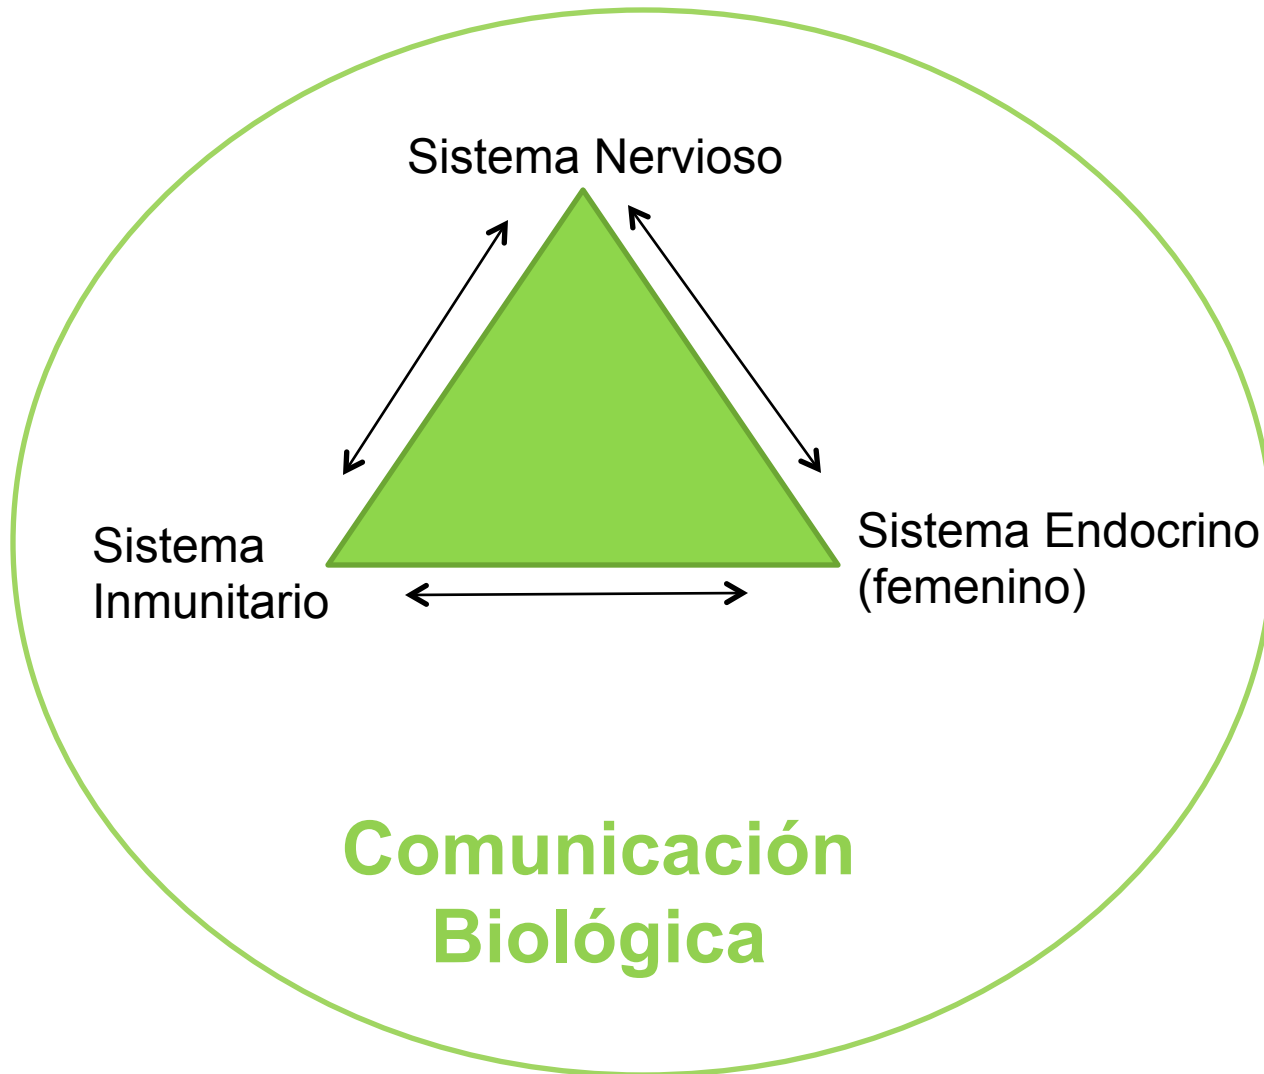 Sistema Nervioso
Sistema
Inmunitario
Sistema Endocrino
(femenino)
Comunicación
Biológica